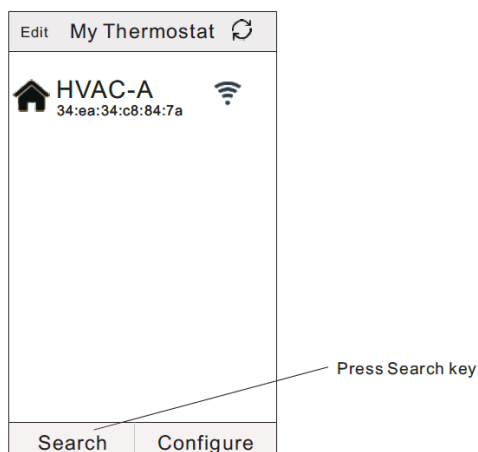 Edit My Thermostat
HVAC-A
34:ea:34:c8:84:7a
Press Search key
Search Configure